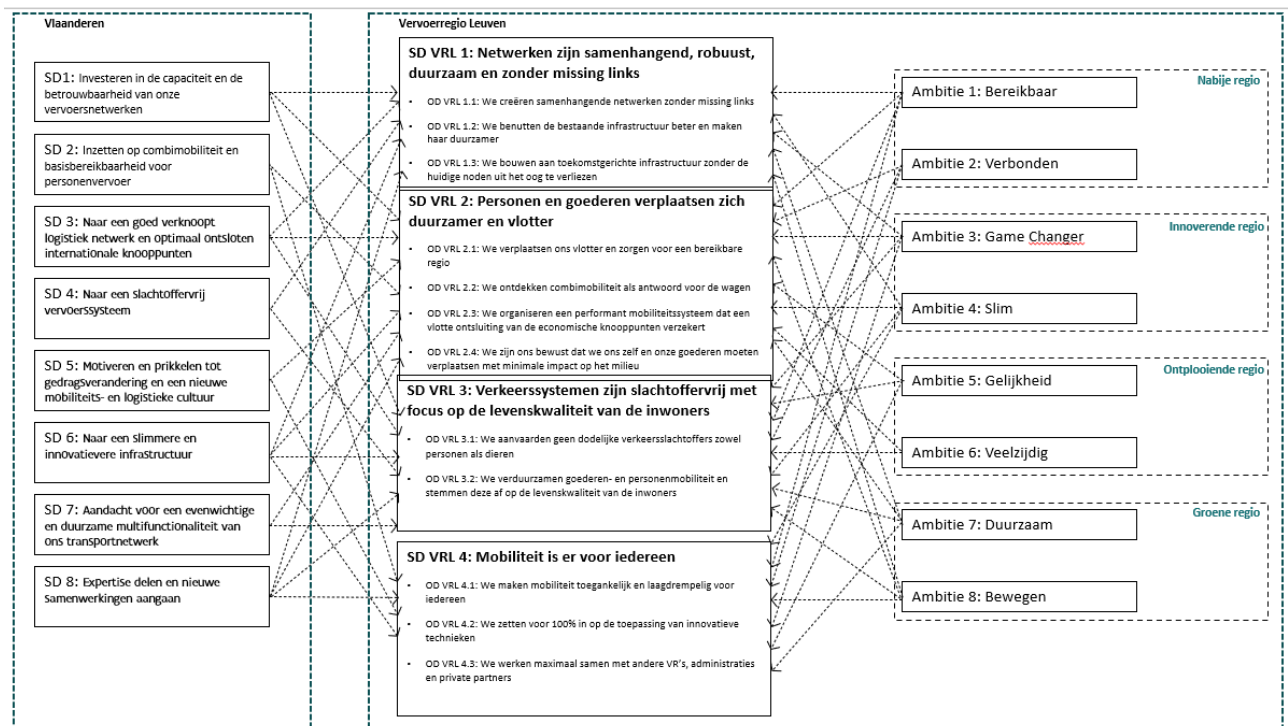 Vlaanderen
SD1: Investeren in de capaciteit en de
betrouwbaarheid van onze
vervoersnetwerken
SD 2: Inzetten op combimobiliteit en
basisbereikbaarheid voor
personenvervoer
SD 3: Naar een goed verknoopt
logistiek netwerk en optimaal ontsloten
internationale knooppunten
SD 4: Naar een slachtoffervrij
vervoerssysteem
SD 5: Motiveren en prikkelen tot
gedragsverandering en een nieuwe
mobiliteits- en logistieke cultuur
SD 6: Naar een slimmere en
innovatievere infrastructuur
SD 7: Aandacht voor een evenwichtige
en duurzame multifunctionaliteit van
ons transportnetwerk
SD 8: Expertise delen en nieuwe
samenwerkingen aangaan
Vervoerregio Leuven
SD VRL 1: Netwerken zijn samenhangend, robuust,
duurzaam en zonder missing links
• OD VRL 1.1: We creëren samenhangende netwerken zonder missing links
• OD VRL 1.2: We benutten de bestaande infrastructuur beter en maken
haar duurzamer
• OD VRL 1.3: We bouwen aan toekomstgerichte infrastructuur zonder de
huidige noden uit het oog te verliezen
SD VRL 2: Personen en goederen verplaatsen zich
duurzamer en vlotter
• OD VRL 2.1: We verplaatsen ons vlotter en zorgen voor een bereikbare
regio
• OD VRL 2.2: We ontdekken combimobiliteit als antwoord voor de wagen
• OD VRL 2.3: We organiseren een performant mobiliteitssysteem dat een
vlotte ontsluiting van de economische knooppunten verzekert
• OD VRL 2.4: We zijn ons bewust dat we ons zelf en onze goederen moeten
verplaatsen met minimale impact op het milieu
SD VRL 3: Verkeerssystemen zijn slachtoffervrij met
focus op de levenskwaliteit van de inwoners
• OD VRL 3.1: We aanvaarden geen dodelijke verkeersslachtoffers zowel
personen als dieren
• OD VRL 3.2: We verduurzamen goederen- en personenmobiliteit en
stemmen deze af op de levenskwaliteit van de inwoners
SD VRL 4: Mobiliteit is er voor iedereen
• OD VRL 4.1: We maken mobiliteit toegankelijk en laagdrempelig voor
iedereen
• OD VRL 4.2: We zetten voor 100% in op de toepassing van innovatieve
technieken
• OD VRL 4.3: We werken maximaal samen met andere VR's, administraties
en private partners
Nabije regio
Ambitie 1: Bereikbaar
Ambitie 2: Verbonden
Innoverende regio
Ambitie 3: Game Changer
Ambitie 4: Slim
Ontplooiende regio
Ambitie 5: Gelijkheid
Ambitie 6: Veelzijdig
Groene regio
Ambitie 7: Duurzaam
Ambitie 8: Bewegen